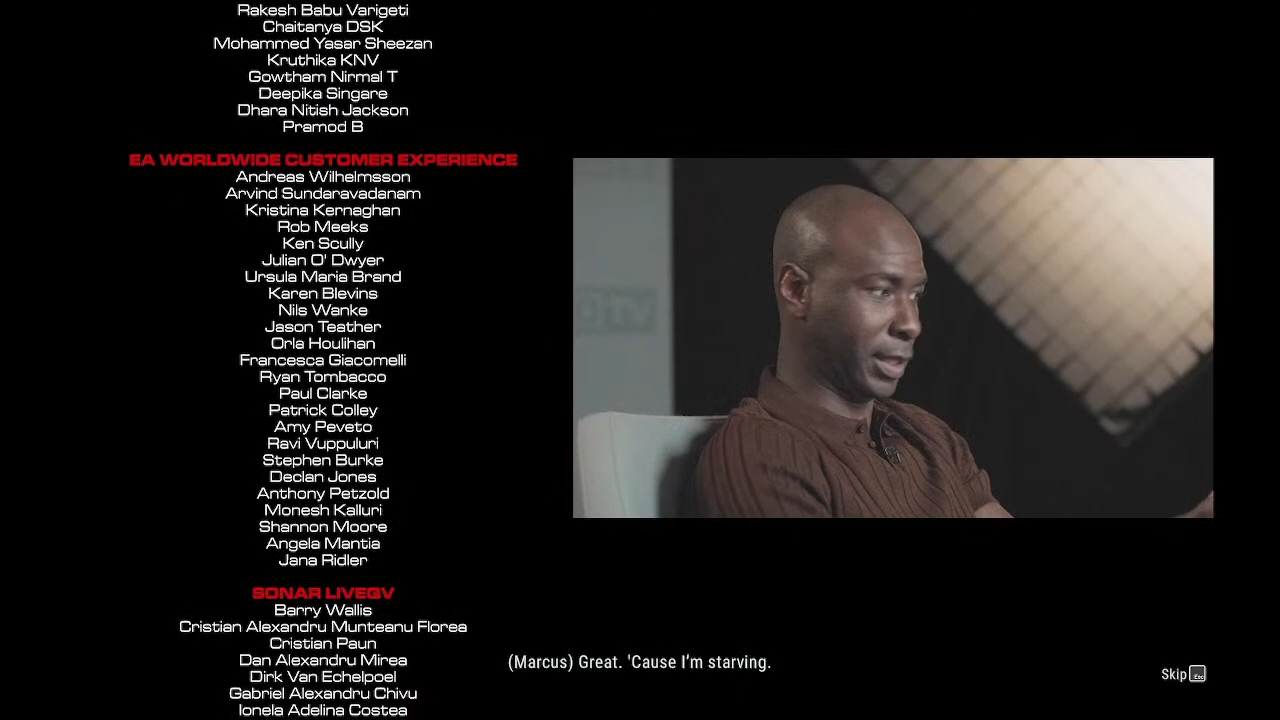 Rakesh Babu Varigeti
Chaitanya DSK
Mohammed Yasar Sheezan
Kruthika KNV
Gowtham Nirmal T
Deepika Singare
Dhara Nitish Jackson
Pramod B
EA WORLDWIDE CUSTOMER EXPERIENCE
Andreas Wilhelmsson
Arvind Sundaravadanam
Kristina Kernaghan
Rob Meeks
Ken Scully
Julian O' Dwyer
Ursula Maria Brand
Karen Blevins
Nils Wanke
Jason Teather
Orla Houlihan
Francesca Giacomelli
Ryan Tombacco
Paul Clarke
Patrick Colley
Amy Peveto
Ravi Vuppuluri
Stephen Burke
Declan Jones
Anthony Petzold
Monesh Kalluri
Shannon Moore
Angela Mantia
Jana Ridler
SONAR LIVEGV
Barry Wallis
Cristian Alexandru Munteanu Florea
Cristian Paun
Dan Alexandru Mirea
Dirk Van Echelpoel
Gabriel Alexandru Chivu
Ionela Adelina Costea
(Marcus) Great. 'Cause I'm starving.
Skip Esc